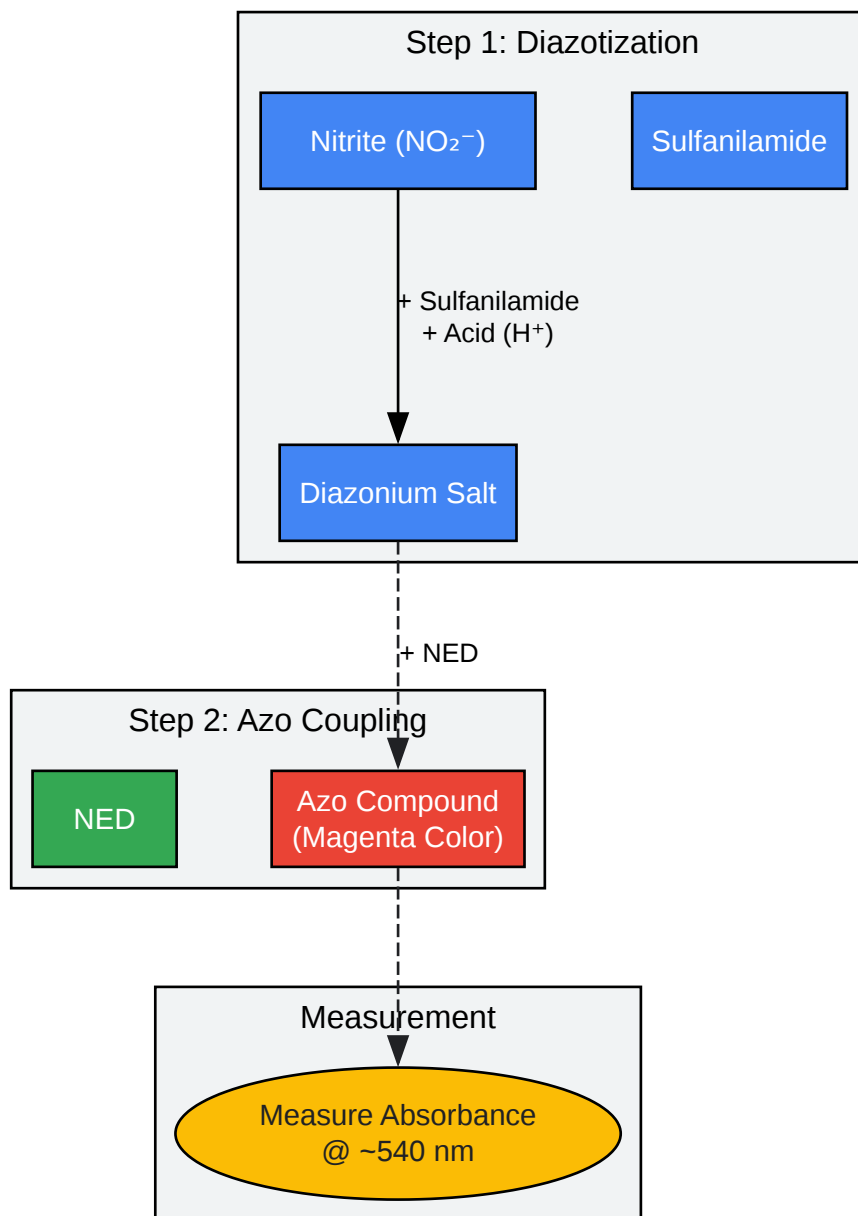 Step 1: Diazotization
Nitrite (NO₂⁻)
Sulfanilamide
+ Sulfanilamide
+ Acid (H⁺)
Diazonium Salt
+ NED
Step 2: Azo Coupling
NED
Azo Compound
(Magenta Color)
Measurement
Measure Absorbance
@ ~540 nm